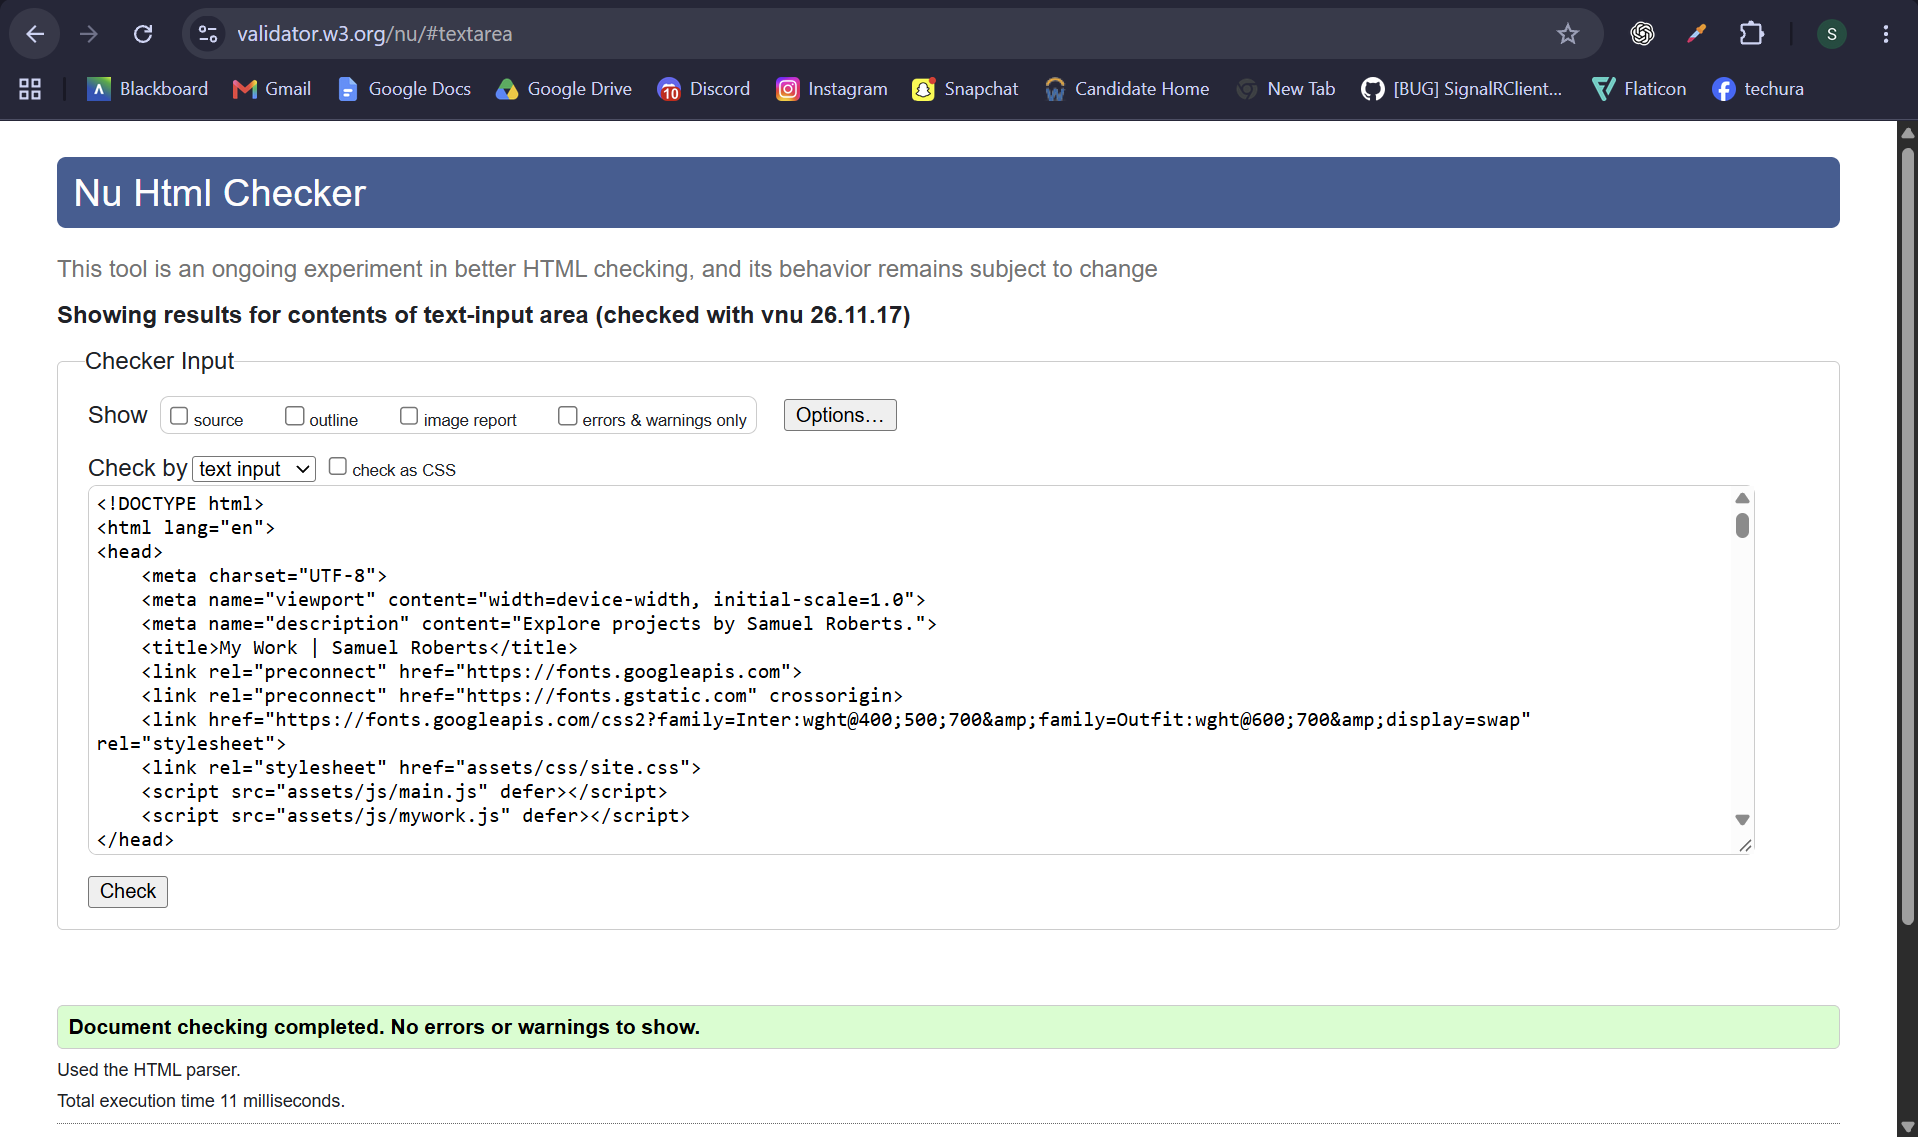 validator.w3.org/nu/#textarea
S
Blackboard Gmail Google Docs Google Drive 10 Discord Instagram Snapchat Candidate Home New Tab [BUG] SignalRClient... Flaticon techura
Nu Html Checker
This tool is an ongoing experiment in better HTML checking, and its behavior remains subject to change
Showing results for contents of text-input area (checked with vnu 26.11.17)
Checker Input
Show source outline image report errors & warnings only Options...
Check by text input check as CSS
<!DOCTYPE html>
<html lang="en">
<head>
    <meta charset="UTF-8">
    <meta name="viewport" content="width=device-width, initial-scale=1.0">
    <meta name="description" content="Explore projects by Samuel Roberts.">
    <title>My Work | Samuel Roberts</title>
    <link rel="preconnect" href="https://fonts.googleapis.com">
    <link rel="preconnect" href="https://fonts.gstatic.com" crossorigin>
    <link href="https://fonts.googleapis.com/css2?family=Inter:wght@400;500;700&amp;family=Outfit:wght@600;700&amp;display=swap"
rel="stylesheet">
    <link rel="stylesheet" href="assets/css/site.css">
    <script src="assets/js/main.js" defer></script>
    <script src="assets/js/mywork.js" defer></script>
</head>
Check
Document checking completed. No errors or warnings to show.
Used the HTML parser.
Total execution time 11 milliseconds.